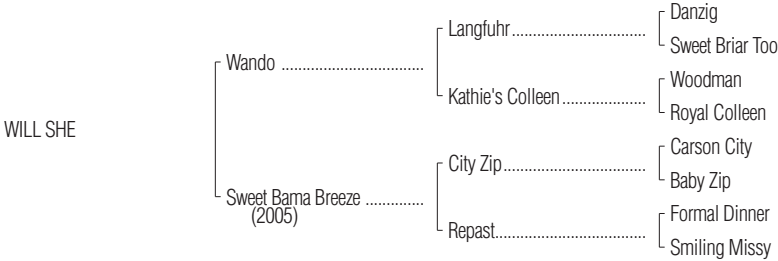 Danzig
Langfuhr
Sweet Briar Too
Wando
Woodman
Kathie's Colleen
Royal Colleen
WILL SHE
Carson City
City Zip
Baby Zip
Sweet Bama Breeze
(2005)
Formal Dinner
Repast
Smiling Missy